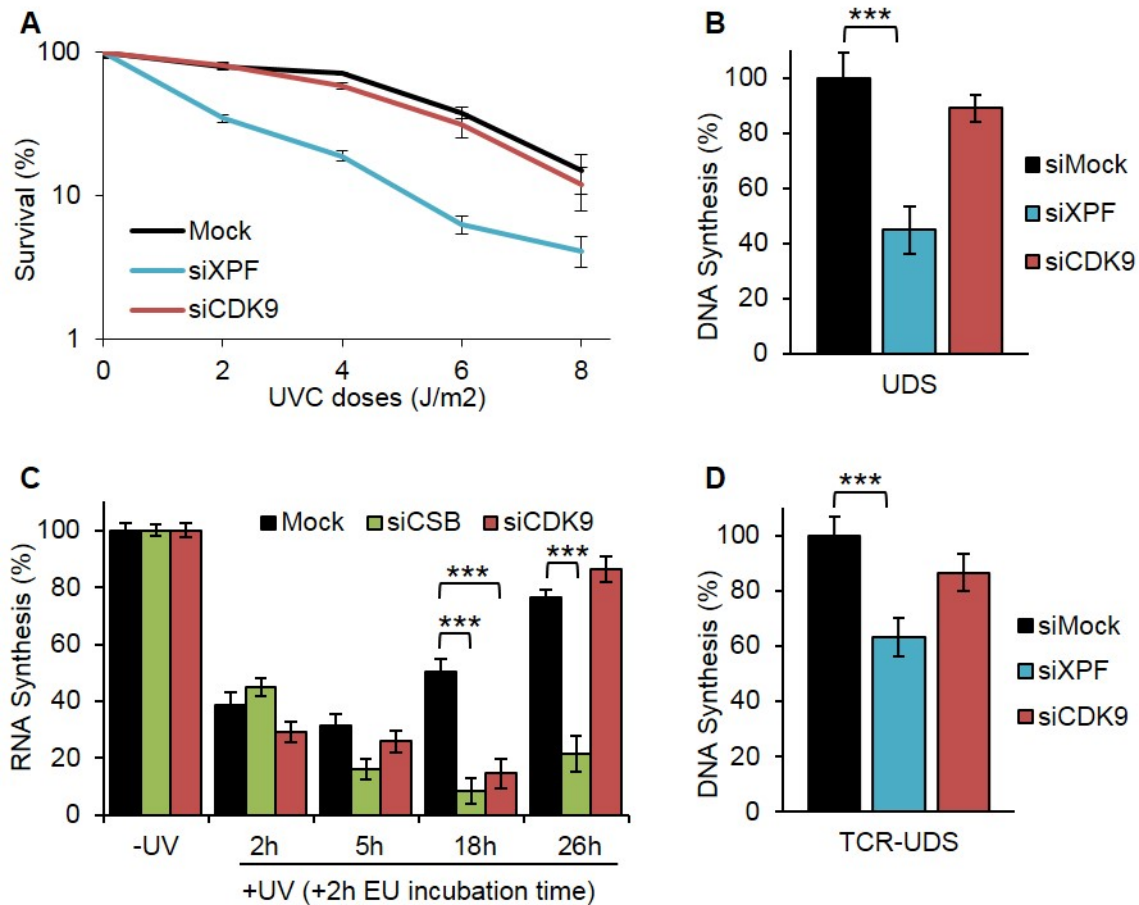 A
Survival (%)
100
10
1
Mock
siXPF
siCDK9
0 2 4 6 8
UVC doses (J/m2)
B
***
DNA Synthesis (%)
100
80
60
40
20
0
UDS
siMock
siXPF
siCDK9
C
RNA Synthesis (%)
100
80
60
40
20
0
Mock siCSB siCDK9
***
***
***
-UV 2h 5h 18h 26h
+UV (+2h EU incubation time)
D
***
DNA Synthesis (%)
100
80
60
40
20
0
TCR-UDS
siMock
siXPF
siCDK9